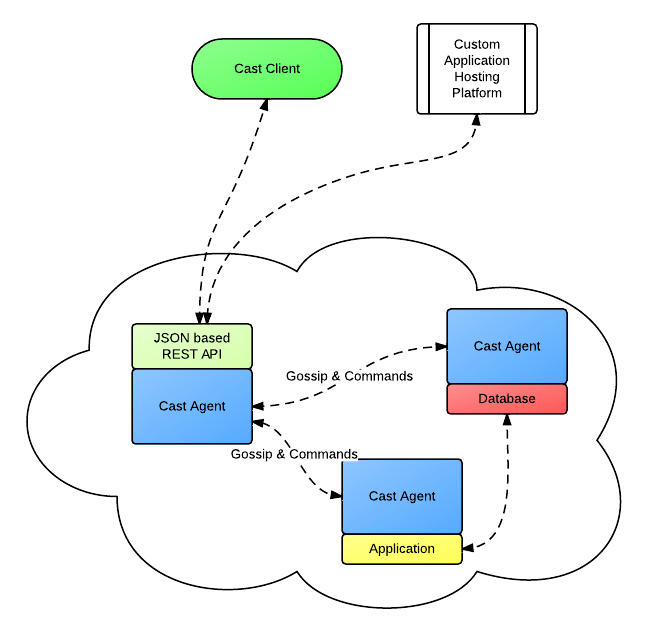 Cast Client
Custom
Application
Hosting
Platform
JSON based
REST API
Cast Agent
Gossip & Commands
Cast Agent
Database
Gossip & Commands
Cast Agent
Application